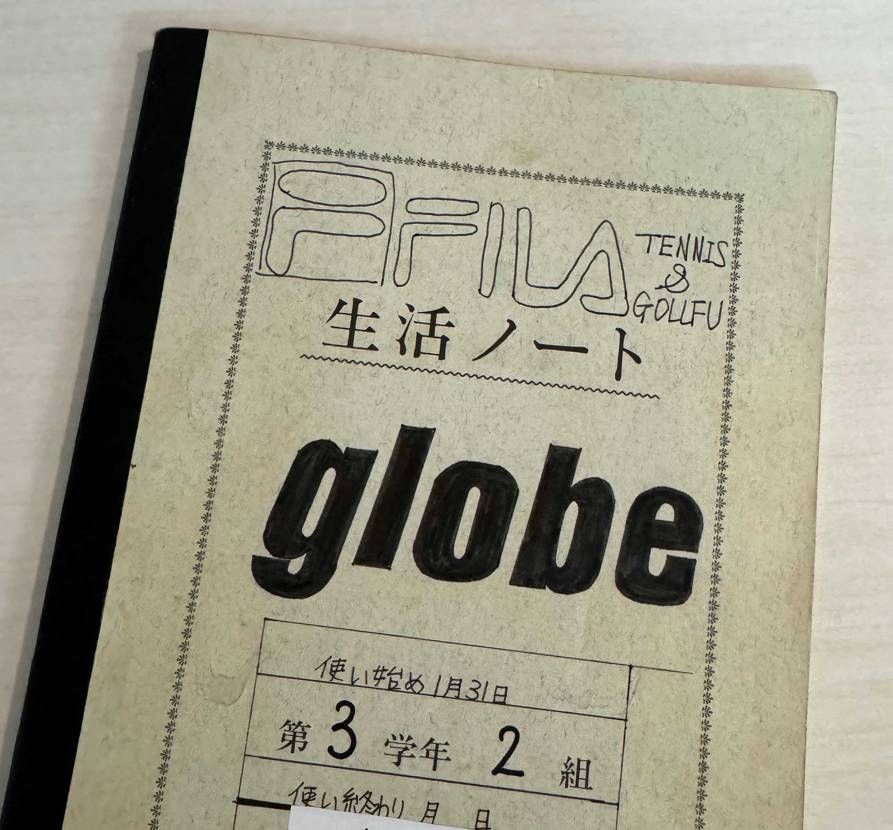 FILA
TENNIS
&
GOLLFU
生活ノート
globe
使い始め1月31日
第3学年2組
使い終わり 月 日